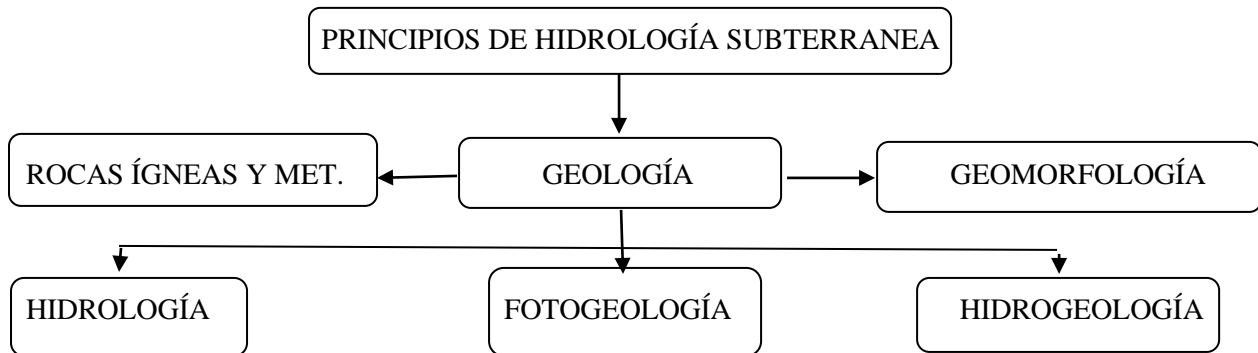 PRINCIPIOS DE HIDROLOGÍA SUBTERRANEA
ROCAS ÍGNEAS Y MET.
GEOLOGÍA
GEOMORFOLOGÍA
HIDROLOGÍA
FOTOGEOLOGÍA
HIDROGEOLOGÍA